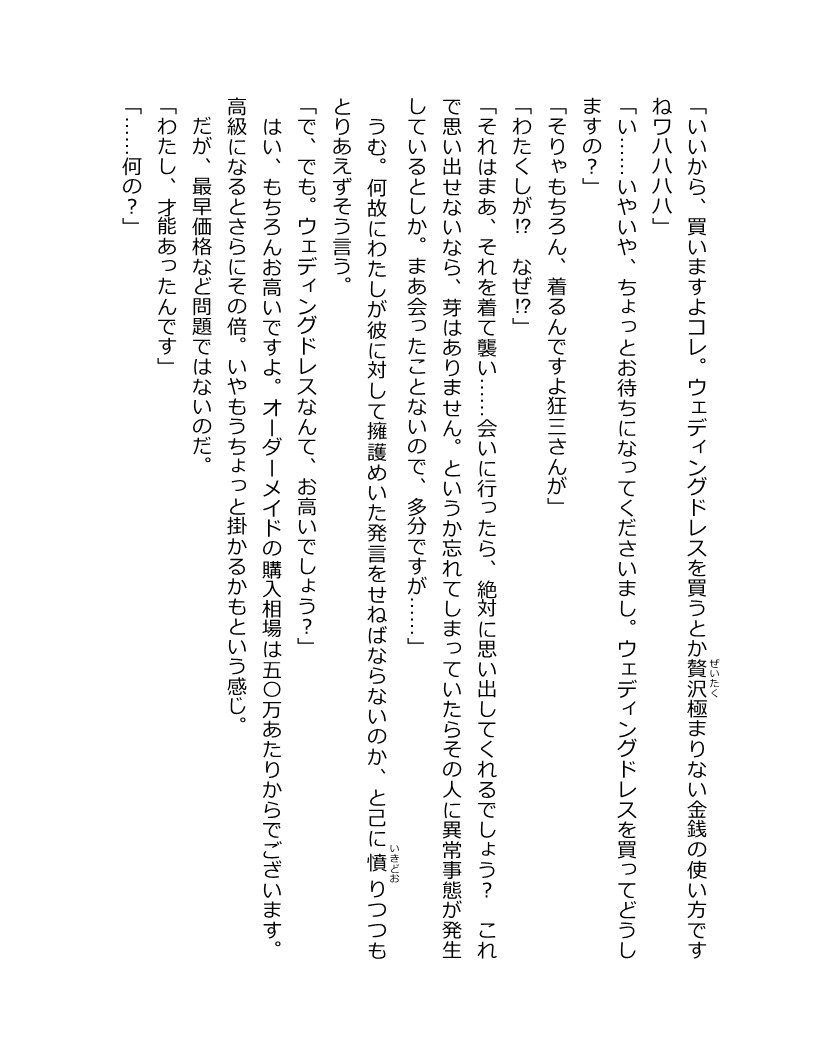 「いいから、買いますよコレ。ウェディングドレスを買うとか贅沢極まりない金銭の使い方です
ぜいたく
ねワハハハハ」
「い……いやいや、ちょっとお待ちになってくださいまし。ウェディングドレスを買ってどうし
ますの？」
「そりゃもちろん、着るんですよ狂三さんが」
「わたくしが⁉　なぜ⁉」
「それはまあ、それを着て襲い……会いに行ったら、絶対に思い出してくれるでしょう？　これ
で思い出せないなら、芽はありません。というか忘れてしまっていたらその人に異常事態が発生
しているとしか。まあ会ったことないので、多分ですが……」
うむ。何故にわたしが彼に対して擁護めいた発言をせねばならないのか、と己に憤りつつも
いきどお
とりあえずそう言う。
「で、でも。ウェディングドレスなんて、お高いでしょう？」
はい、もちろんお高いですよ。オーダーメイドの購入相場は五〇万あたりからでございます。
高級になるとさらにその倍。いやもうちょっと掛かるかもという感じ。
だが、最早価格など問題ではないのだ。
「わたし、才能あったんです」
「……何の？」